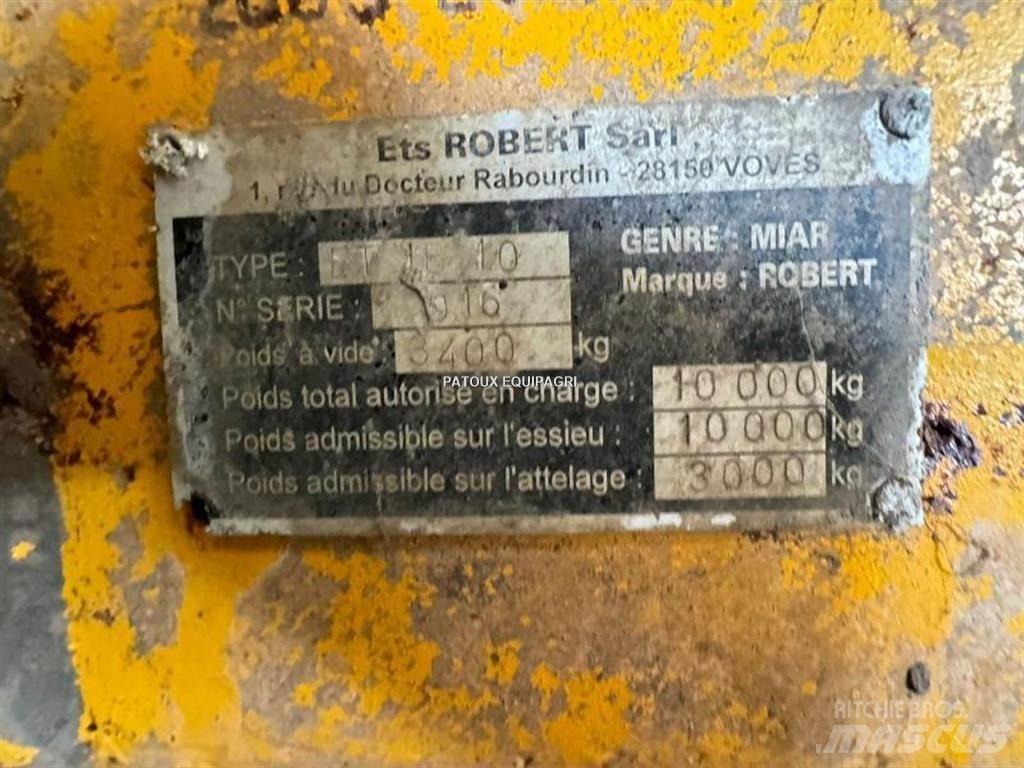 Ets ROBERT Sarl
1, du Docteur Rabourdin - 28150 VOVES
TYPE : 10
GENRE : MIAR
Marque : ROBERT
N° SERIE :
Poids à vide : 3400 kg
PATOUX EQUIPAGRI
Poids total autorisé en charge : 10 000 kg
Poids admissible sur l'essieu : 10 000 kg
Poids admissible sur l'attelage : 3000 kg
RITCHIE BROS.
MASCUS